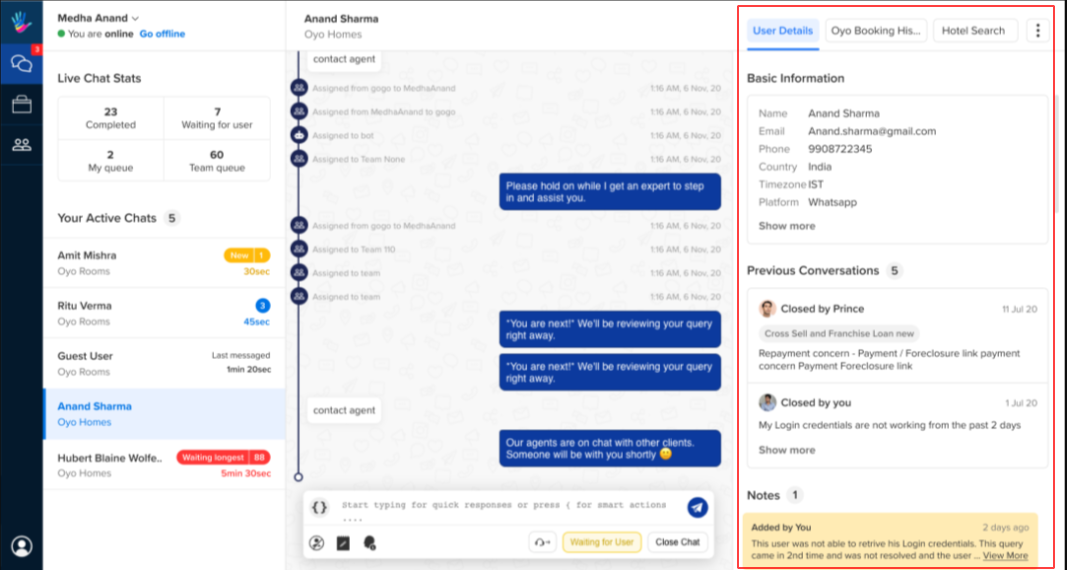 3
Medha Anand
You are online Go offline
Live Chat Stats
23
Completed
7
Waiting for user
2
My queue
60
Team queue
Your Active Chats 5
Amit Mishra
New 1
Oyo Rooms
30sec
Ritu Verma
3
Oyo Rooms
45sec
Guest User
Last messaged
Oyo Rooms
1min 20sec
Anand Sharma
Oyo Homes
Hubert Blaine Wolfe..
Waiting longest 88
Oyo Homes
5min 30sec
Anand Sharma
Oyo Homes
contact agent
Assigned from gogo to MedhaAnand 1:16 AM, 6 Nov, 20
Assigned from MedhaAnand to gogo 1:16 AM, 6 Nov, 20
Assigned to bot 1:16 AM, 6 Nov, 20
Assigned to Team None 1:16 AM, 6 Nov, 20
Please hold on while I get an expert to step
in and assist you.
Assigned from gogo to MedhaAnand 1:16 AM, 6 Nov, 20
Assigned to Team 110 1:16 AM, 6 Nov, 20
Assigned to team 1:16 AM, 6 Nov, 20
Assigned to team 1:16 AM, 6 Nov, 20
"You are next!" We'll be reviewing your query
right away.
"You are next!" We'll be reviewing your query
right away.
contact agent
Our agents are on chat with other clients.
Someone will be with you shortly 😊
{} Start typing for quick responses or press ( for smart actions
....
Waiting for User
Close Chat
User Details
Oyo Booking His...
Hotel Search
Basic Information
Name Anand Sharma
Email Anand.sharma@gmail.com
Phone 9908722345
Country India
Timezone IST
Platform Whatsapp
Show more
Previous Conversations 5
Closed by Prince 11 Jul 20
Cross Sell and Franchise Loan new
Repayment concern - Payment / Foreclosure link payment
concern Payment Foreclosure link
Closed by you 1 Jul 20
My Login credentials are not working from the past 2 days
Show more
Notes 1
Added by You 2 days ago
This user was not able to retrive his Login credentials. This query
came in 2nd time and was not resolved and the user ... View More